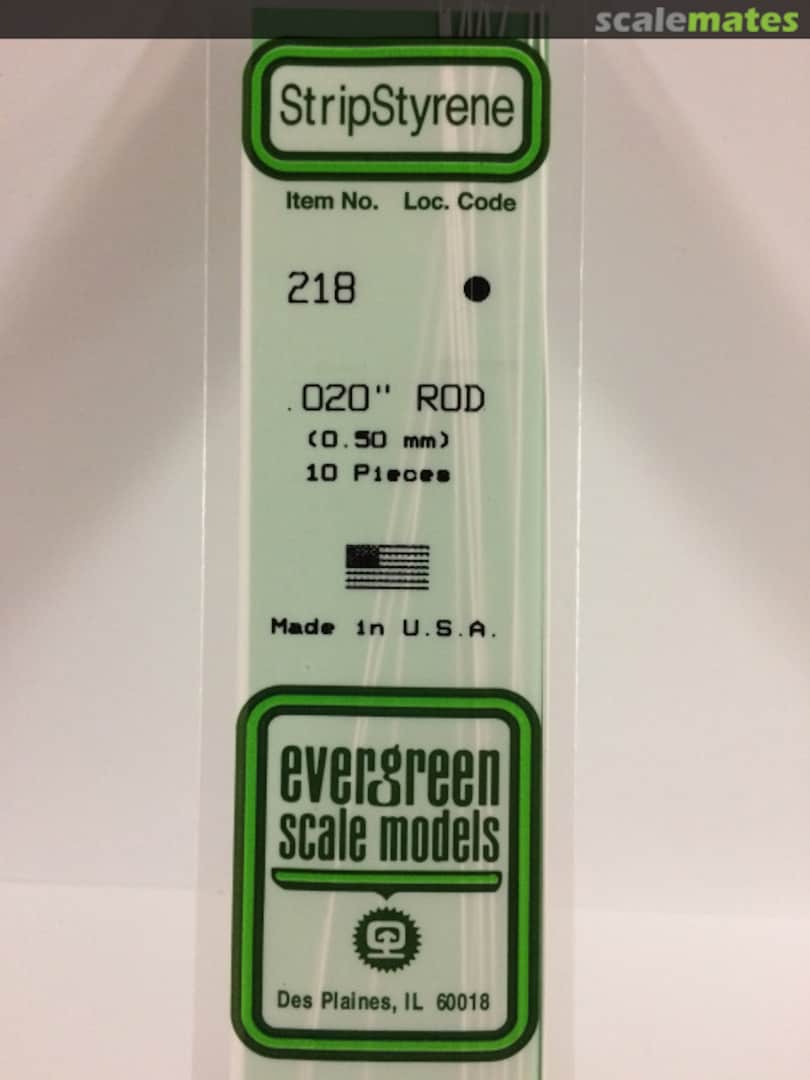 scalemates
StripStyrene
Item No. Loc. Code
218 ●
.020" ROD
(0.50 mm)
10 Pieces
Made in U.S.A.
evergreen
scale models
Des Plaines, IL 60018